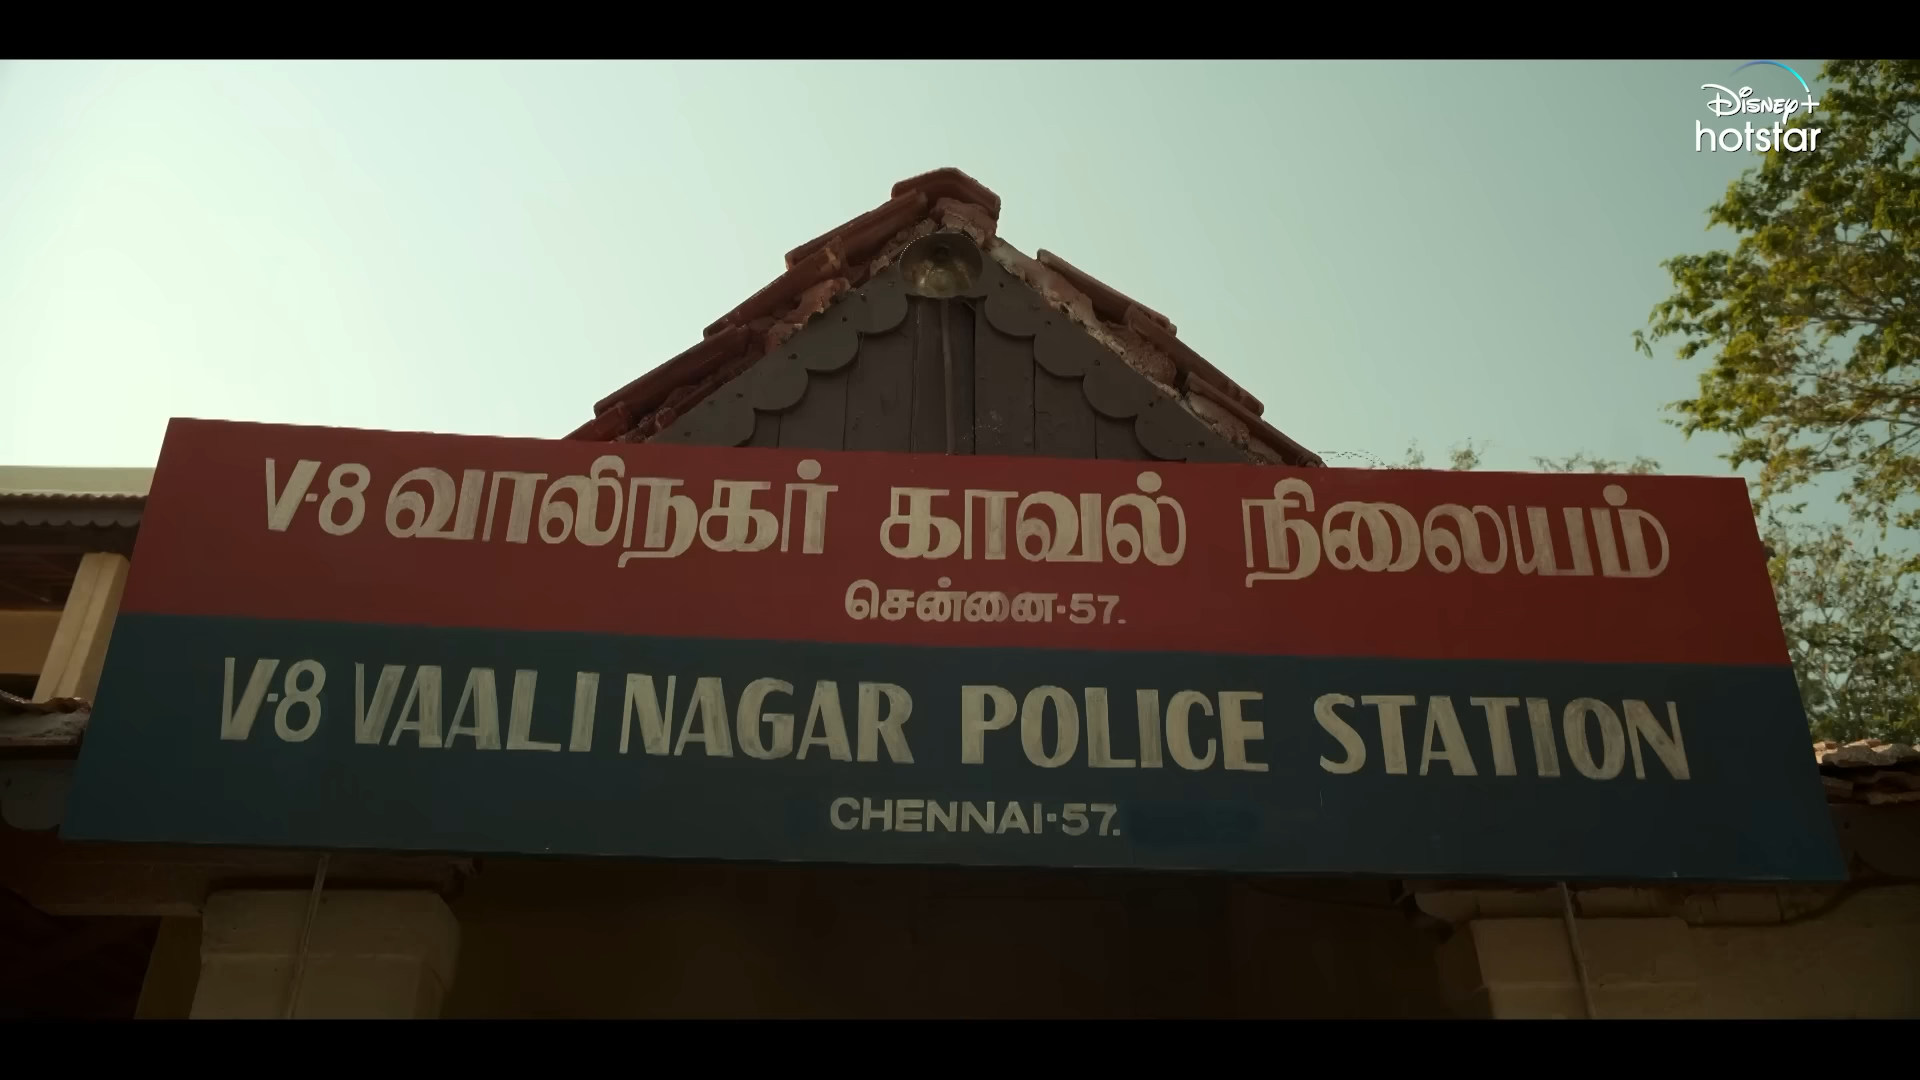 Disney+
hotstar
V-8 வாலிநகர் காவல் நிலையம்
சென்னை-57.
V-8 VAALI NAGAR POLICE STATION
CHENNAI-57.